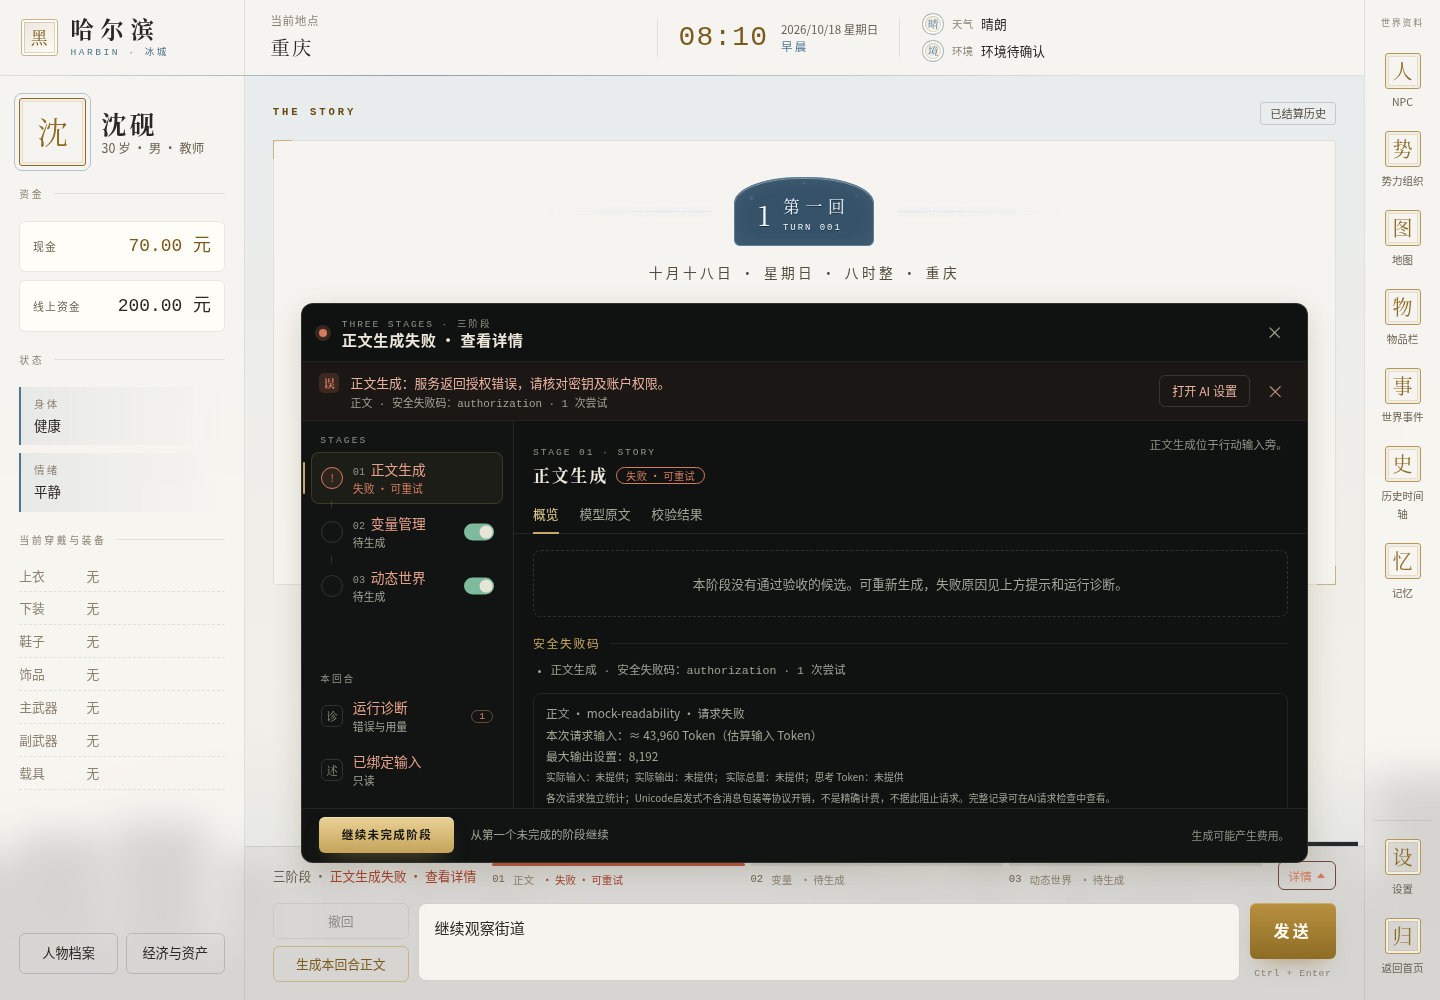 黑
哈尔滨
HARBIN · 冰城
当前地点
重庆
08:10
2026/10/18 星期日
早晨
晴 天气 晴朗
境 环境 环境待确认
世界资料
人
NPC
势
势力组织
图
地图
物
物品栏
事
世界事件
史
历史时间
轴
忆
记忆
设
设置
归
返回首页
沈
沈砚
30 岁 · 男 · 教师
资金
现金 70.00 元
线上资金 200.00 元
状态
身体
健康
情绪
平静
当前穿戴与装备
上衣 无
下装 无
鞋子 无
饰品 无
主武器 无
副武器 无
载具 无
人物档案
经济与资产
THE STORY
已结算历史
1 第一回
TURN 001
十月十八日 · 星期日 · 八时整 · 重庆
THREE STAGES · 三阶段
正文生成失败 · 查看详情
误 正文生成：服务返回授权错误，请核对密钥及账户权限。
正文 · 安全失败码：authorization · 1 次尝试
打开 AI 设置
STAGES
! 01 正文生成
失败 · 可重试
02 变量管理
待生成
03 动态世界
待生成
本回合
诊 运行诊断
错误与用量
1
述 已绑定输入
只读
正文生成位于行动输入旁。
STAGE 01 · STORY
正文生成 失败 · 可重试
概览 模型原文 校验结果
本阶段没有通过验收的候选。可重新生成，失败原因见上方提示和运行诊断。
安全失败码
• 正文生成 · 安全失败码：authorization · 1 次尝试
正文 · mock-readability · 请求失败
本次请求输入：≈ 43,960 Token（估算输入 Token）
最大输出设置：8,192
实际输入：未提供；实际输出：未提供； 实际总量：未提供；思考 Token：未提供
各次请求独立统计；Unicode启发式不含消息包装等协议开销，不是精确计费，不据此阻止请求。完整记录可在AI请求检查中查看。
继续未完成阶段
从第一个未完成的阶段继续
生成可能产生费用。
三阶段 · 正文生成失败 · 查看详情
01 正文 · 失败 · 可重试
02 变量 · 待生成
03 动态世界 · 待生成
详情
撤回
生成本回合正文
继续观察街道
发送
Ctrl + Enter